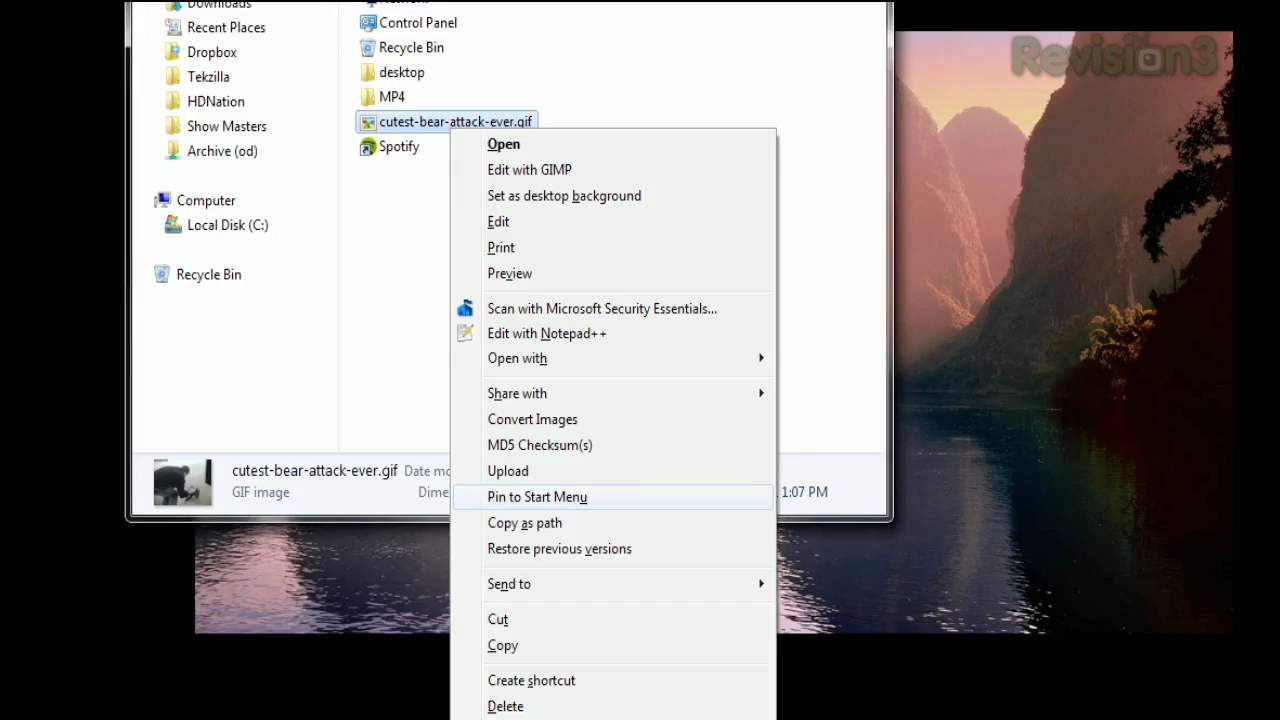 Downloads
Recent Places
Dropbox
Tekzilla
HDNation
Show Masters
Archive (od)
Computer
Local Disk (C:)
Recycle Bin
Control Panel
Recycle Bin
desktop
MP4
cutest-bear-attack-ever.gif
Spotify
Open
Edit with GIMP
Set as desktop background
Edit
Print
Preview
Scan with Microsoft Security Essentials...
Edit with Notepad++
Open with
Share with
Convert Images
MD5 Checksum(s)
Upload
Pin to Start Menu
Copy as path
Restore previous versions
Send to
Cut
Copy
Create shortcut
Delete
cutest-bear-attack-ever.gif Date mo
GIF image Dime 1:07 PM
Revision3